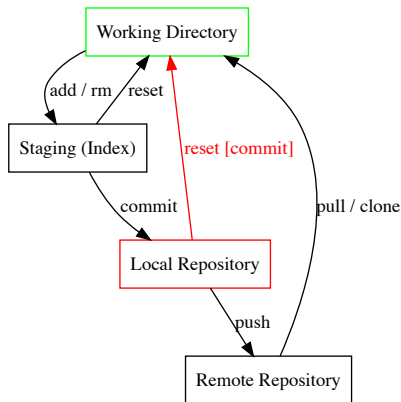 Working Directory
add / rm
reset
Staging (Index)
reset [commit]
commit
pull / clone
Local Repository
push
Remote Repository